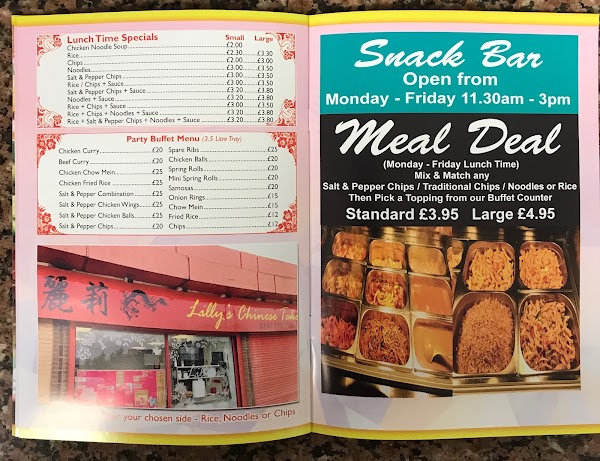 Lunch Time Specials Small Large
Chicken Noodle Soup £2.00
Rice £2.30 £3.30
Chips £2.00 £3.00
Noodles £3.00 £3.50
Salt & Pepper Chips £3.00 £3.50
Rice / Chips + Sauce £3.00 £3.50
Salt & Pepper Chips + Sauce £3.20 £3.80
Noodles + Sauce £3.20 £3.80
Rice + Chips + Sauce £3.00 £3.50
Rice + Chips + Noodles + Sauce £3.20 £3.80
Rice + Salt & Pepper Chips + Noodles + Sauce £3.20 £3.80
Party Buffet Menu (3.5 Litre Tray)
Chicken Curry £20
Beef Curry £20
Chicken Chow Mein £25
Chicken Fried Rice £25
Salt & Pepper Combination £25
Salt & Pepper Chicken Wings £25
Salt & Pepper Chicken Balls £25
Salt & Pepper Chips £20
Spare Ribs £25
Chicken Balls £20
Spring Rolls £20
Mini Spring Rolls £20
Samosas £20
Onion Rings £15
Chow Mein £15
Fried Rice £12
Chips £12
麗莉
Lilly's Chinese Take
your chosen side - Rice, Noodles or Chips
Snack Bar
Open from
Monday - Friday 11.30am - 3pm
Meal Deal
(Monday - Friday Lunch Time)
Mix & Match any
Salt & Pepper Chips / Traditional Chips / Noodles or Rice
Then Pick a Topping from our Buffet Counter
Standard £3.95 Large £4.95